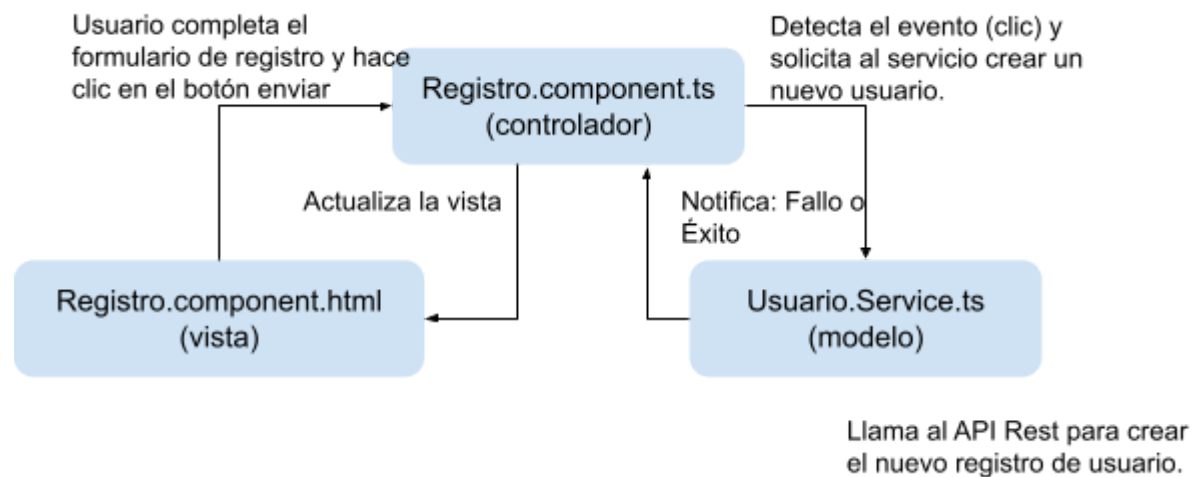 Usuario completa el
formulario de registro y hace
clic en el botón enviar
Registro.component.ts
(controlador)
Detecta el evento (clic) y
solicita al servicio crear un
nuevo usuario.
Actualiza la vista
Notifica: Fallo o
Éxito
Registro.component.html
(vista)
Usuario.Service.ts
(modelo)
Llama al API Rest para crear
el nuevo registro de usuario.